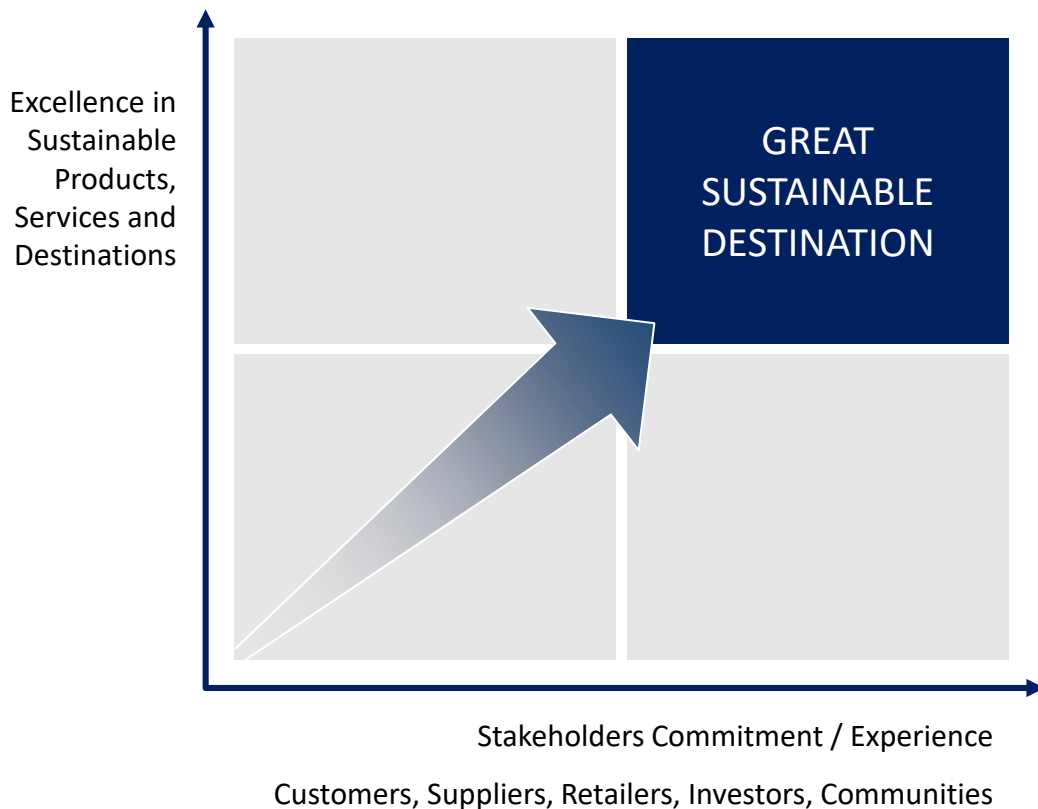 Excellence in
Sustainable
Products,
Services and
Destinations
GREAT
SUSTAINABLE
DESTINATION
Stakeholders Commitment / Experience
Customers, Suppliers, Retailers, Investors, Communities